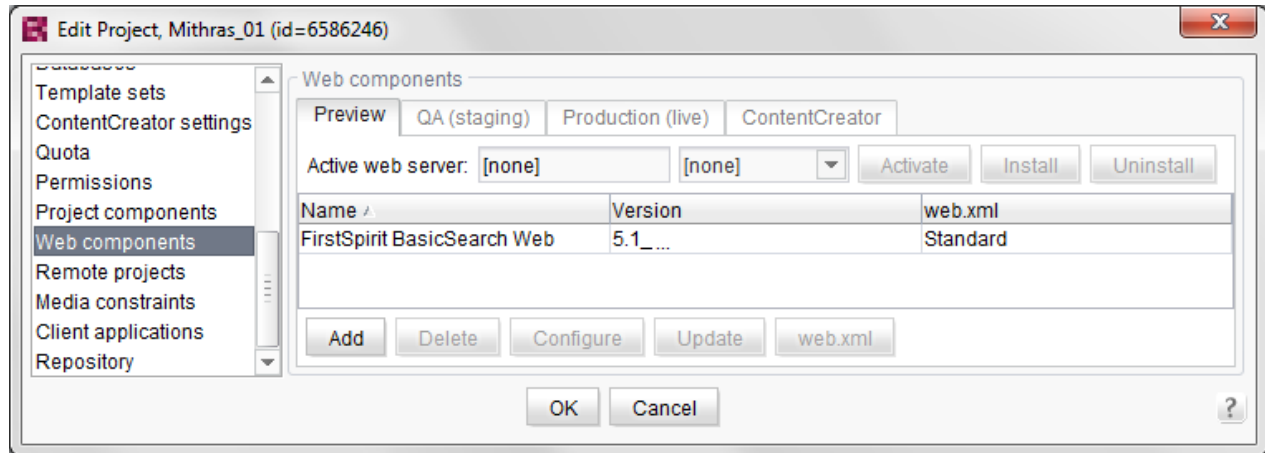 Edit Project, Mithras_01 (id=6586246)
Template sets
ContentCreator settings
Quota
Permissions
Project components
Web components
Remote projects
Media constraints
Client applications
Repository
Web components
Preview QA (staging) Production (live) ContentCreator
Active web server: [none] [none] Activate Install Uninstall
Name Version web.xml
FirstSpirit BasicSearch Web 5.1_ ... Standard
Add Delete Configure Update web.xml
OK Cancel ?